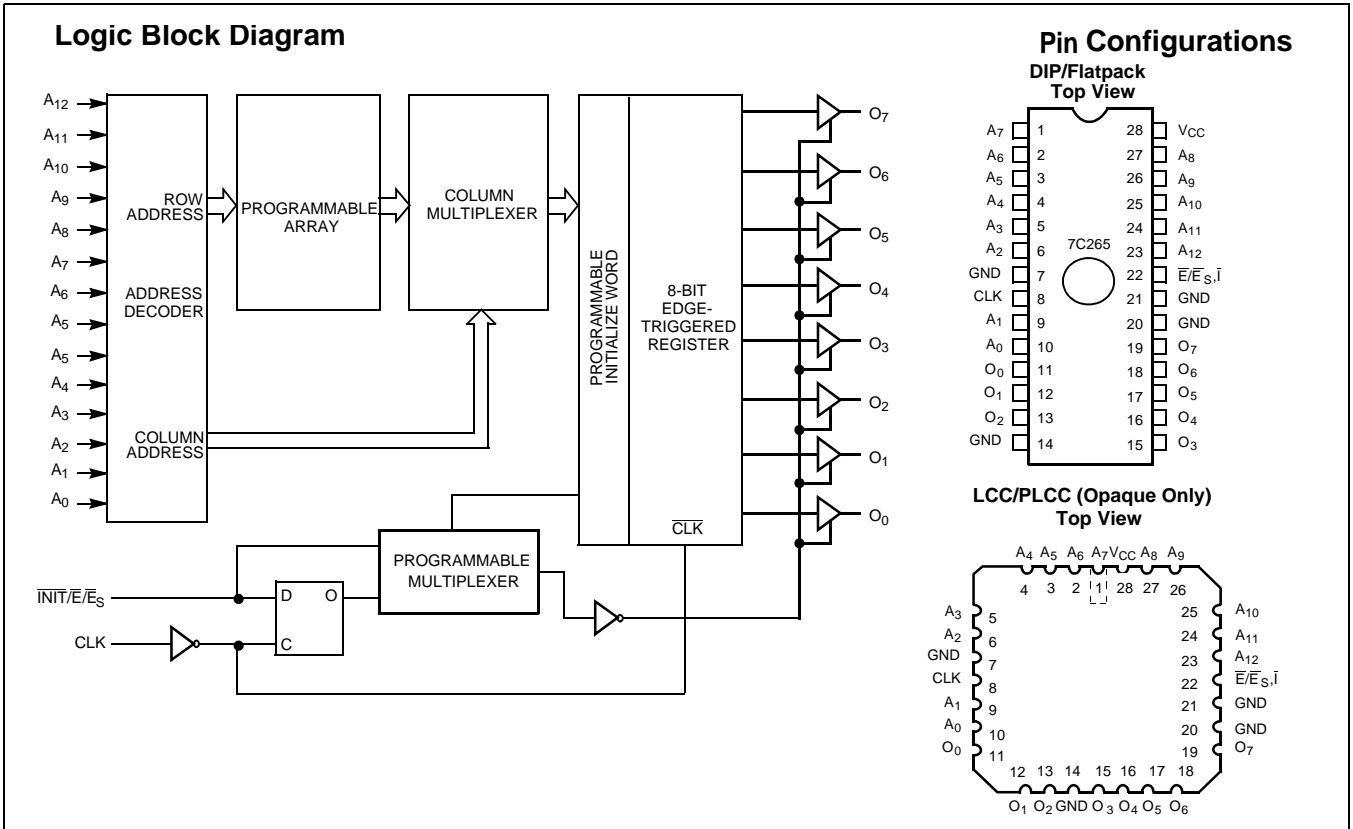 Logic Block Diagram
A12
A11
A10
A9
A8
A7
A6
A5
A5
A4
A3
A2
A1
A0
ROW
ADDRESS
ADDRESS
DECODER
COLUMN
ADDRESS
PROGRAMMABLE
ARRAY
COLUMN
MULTIPLEXER
PROGRAMMABLE
INITIALIZE WORD
8-BIT
EDGE-
TRIGGERED
REGISTER
CLK
O7
O6
O5
O4
O3
O2
O1
O0
PROGRAMMABLE
MULTIPLEXER
INIT/E/ES
D O
C
CLK
Pin Configurations
DIP/Flatpack
Top View
A7 1 28 VCC
A6 2 27 A8
A5 3 26 A9
A4 4 25 A10
A3 5 24 A11
A2 6 7C265 23 A12
GND 7 22 E/ES,I
CLK 8 21 GND
A1 9 20 GND
A0 10 19 O7
O0 11 18 O6
O1 12 17 O5
O2 13 16 O4
GND 14 15 O3
LCC/PLCC (Opaque Only)
Top View
A4 A5 A6 A7 VCC A8 A9
4 3 2 1 28 27 26
A3 5 25 A10
A2 6 24 A11
GND 7 23 A12
CLK 8 22 E/ES,I
A1 9 21 GND
A0 10 20 GND
O0 11 19 O7
12 13 14 15 16 17 18
O1 O2 GND O3 O4 O5 O6